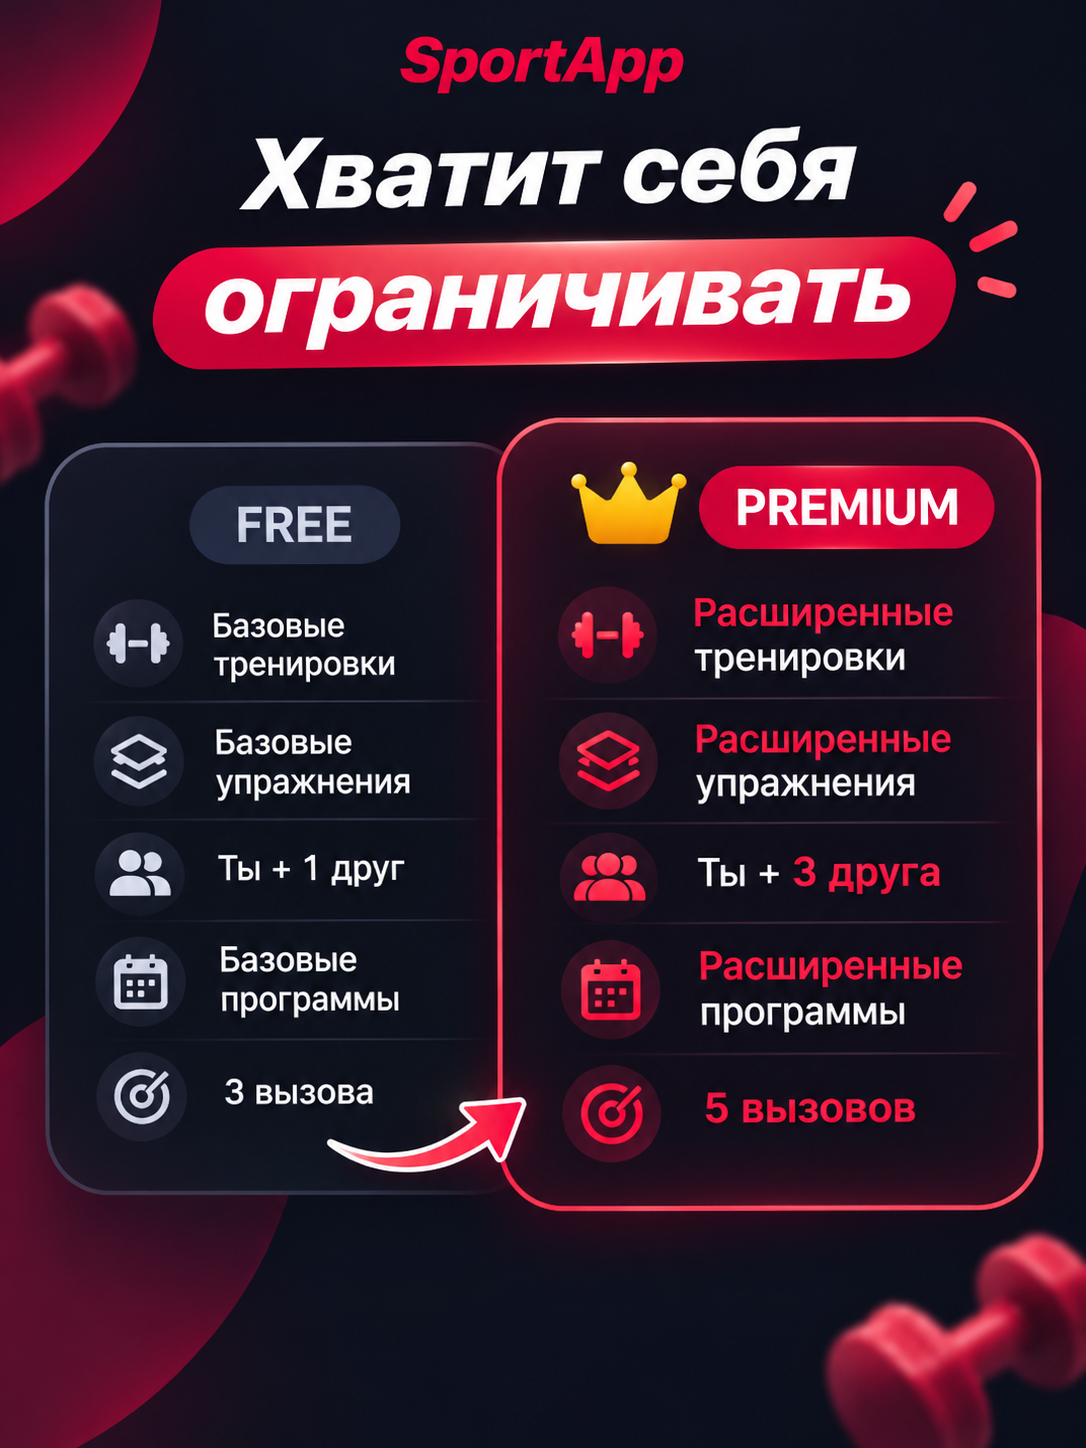 SportApp
Хватит себя
ограничивать
FREE
Базовые
тренировки
Базовые
упражнения
Ты + 1 друг
Базовые
программы
3 вызова
PREMIUM
Расширенные
тренировки
Расширенные
упражнения
Ты + 3 друга
Расширенные
программы
5 вызовов